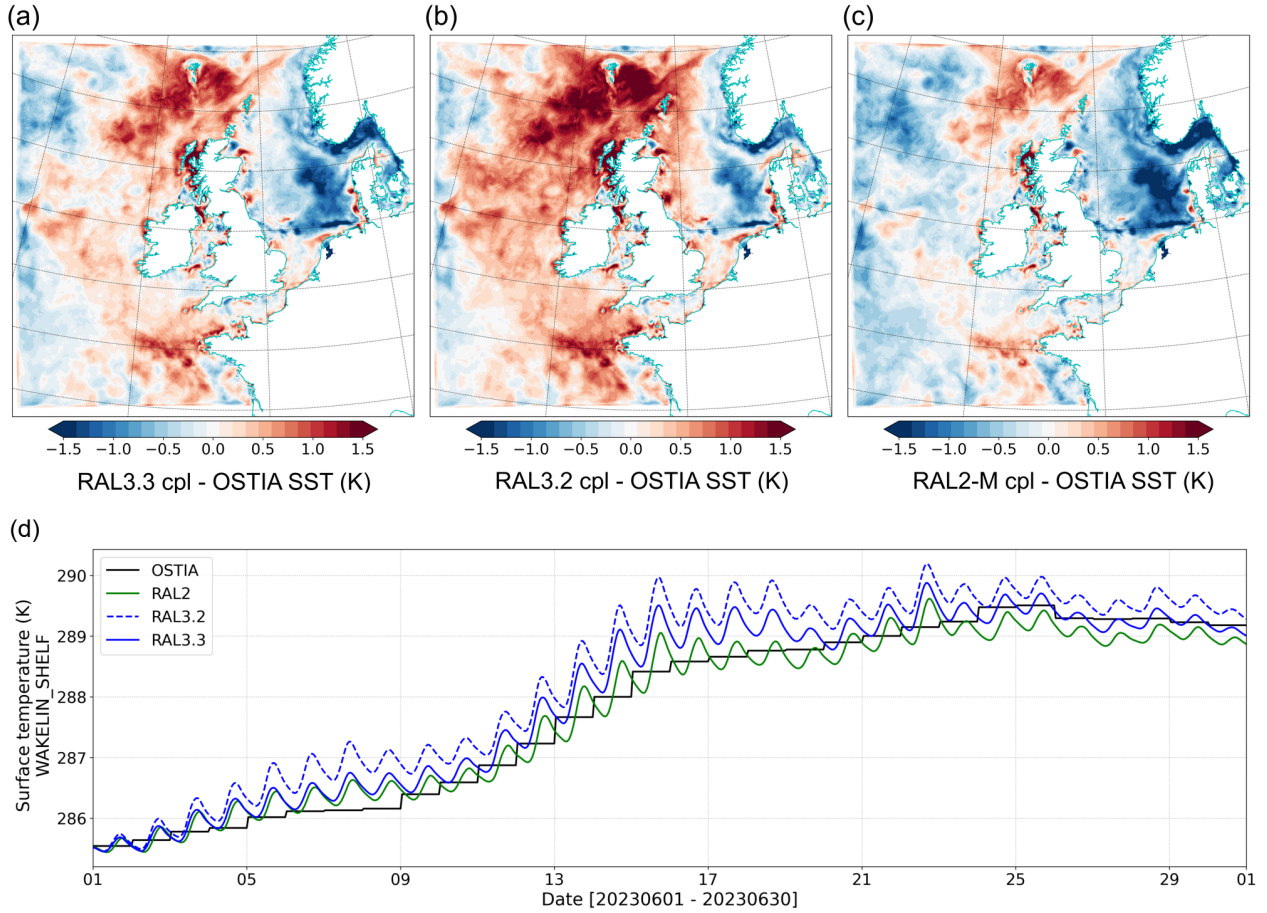 (a)
(b)
(c)
−1.5 −1.0 −0.5 0.0 0.5 1.0 1.5
−1.5 −1.0 −0.5 0.0 0.5 1.0 1.5
−1.5 −1.0 −0.5 0.0 0.5 1.0 1.5
RAL3.3 cpl - OSTIA SST (K)
RAL3.2 cpl - OSTIA SST (K)
RAL2-M cpl - OSTIA SST (K)
(d)
Surface temperature (K)
WAKELIN_SHELF
290
289
288
287
286
OSTIA
RAL2
RAL3.2
RAL3.3
01 05 09 13 17 21 25 29 01
Date [20230601 - 20230630]